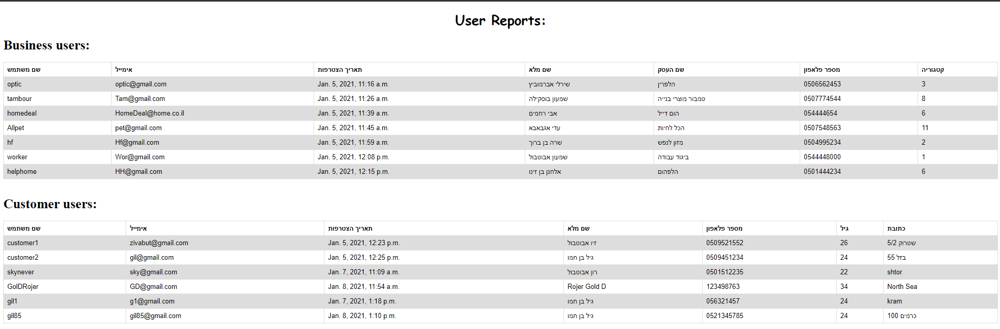 User Reports:
Business users:
שם משתמש אימייל תאריך הצטרפות שם מלא שם העסק מספר פלאפון קטגוריה
optic optic@gmail.com Jan. 5, 2021, 11:16 a.m. שירלי אברמוביץ הלפרין 0506562453 3
tambour Tam@gmail.com Jan. 5, 2021, 11:26 a.m. שמעון בוסקילה טמבור מוצרי בנייה 0507774544 8
homedeal HomeDeal@home.co.il Jan. 5, 2021, 11:39 a.m. אבי רחמים הום דייל 054444654 6
Allpet pet@gmail.com Jan. 5, 2021, 11:45 a.m. עדי אגבאבא הכל לחיות 0507548563 11
hf Hf@gmail.com Jan. 5, 2021, 11:59 a.m. שרה בן ברוך מזון לנפש 0504995234 2
worker Wor@gmail.com Jan. 5, 2021, 12:08 p.m. שמעון אבוטבול ביגוד עבודה 0544448000 1
helphome HH@gmail.com Jan. 5, 2021, 12:15 p.m. אלחנן בן זינו הלפהום 0501444234 6
Customer users:
שם משתמש אימייל תאריך הצטרפות שם מלא מספר פלאפון גיל כתובת
customer1 zivabut@gmail.com Jan. 5, 2021, 12:23 p.m. זיו אבוטבול 0509521552 26 שטרוק 5/2
customer2 gil@gmail.com Jan. 5, 2021, 12:25 p.m. גיל בן חמו 0509451234 24 בזל 55
skynever sky@gmail.com Jan. 7, 2021, 11:09 a.m. רון אבוטבול 0501512235 22 shtor
GolDRojer GD@gmail.com Jan. 8, 2021, 11:54 a.m. Rojer Gold D 123498763 34 North Sea
gil1 g1@gmail.com Jan. 7, 2021, 1:18 p.m. גיל בן חמו 056321457 24 kram
gil85 gil85@gmail.com Jan. 8, 2021, 1:10 p.m. גיל בן חמו 0521345785 24 כרמים 100